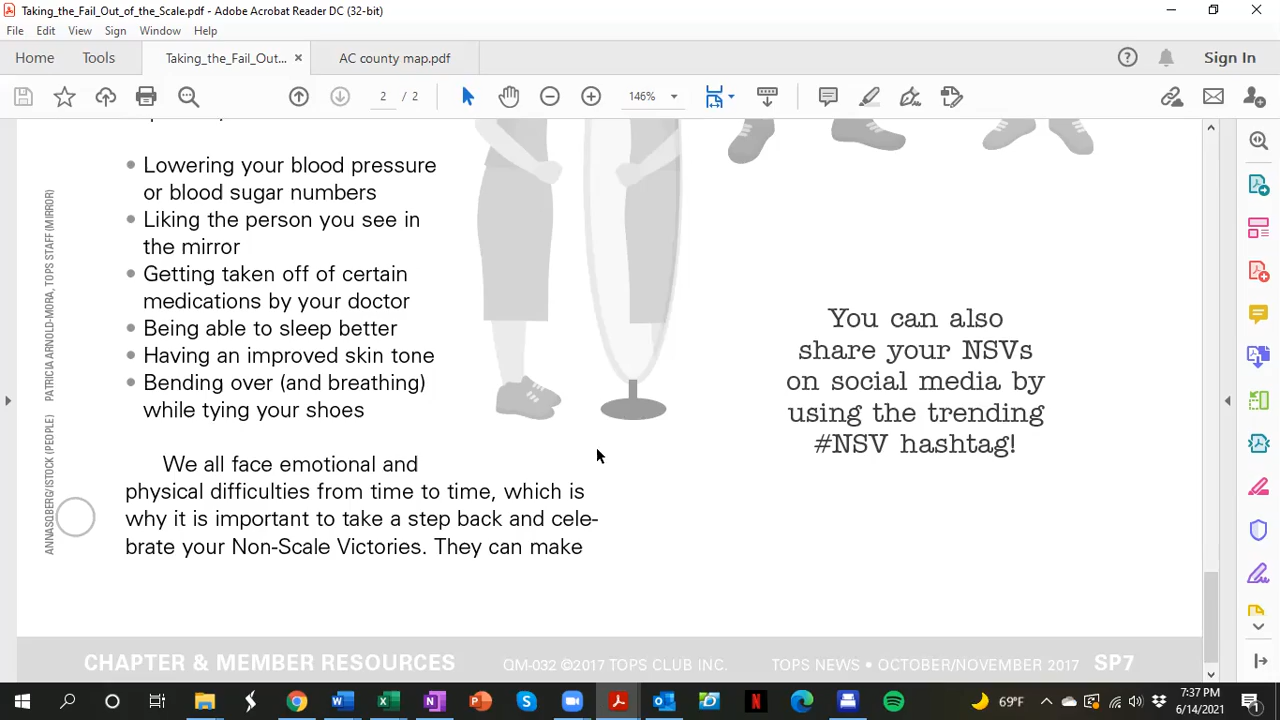 Taking_the_Fail_Out_of_the_Scale.pdf - Adobe Acrobat Reader DC (32-bit)
File Edit View Sign Window Help
Home Tools Taking_the_Fail_Out... × AC county map.pdf Sign In
2 / 2 146%
• Lowering your blood pressure
or blood sugar numbers
• Liking the person you see in
the mirror
• Getting taken off of certain
medications by your doctor
• Being able to sleep better
• Having an improved skin tone
• Bending over (and breathing)
while tying your shoes
We all face emotional and
physical difficulties from time to time, which is
why it is important to take a step back and cele-
brate your Non-Scale Victories. They can make
You can also
share your NSVs
on social media by
using the trending
#NSV hashtag!
ANNASQBERG/ISTOCK (PEOPLE) PATRICIA ARNOLD-MORA, TOPS STAFF (MIRROR)
CHAPTER & MEMBER RESOURCES QM-032 ©2017 TOPS CLUB INC. TOPS NEWS • OCTOBER/NOVEMBER 2017 SP7
69°F
7:37 PM
6/14/2021